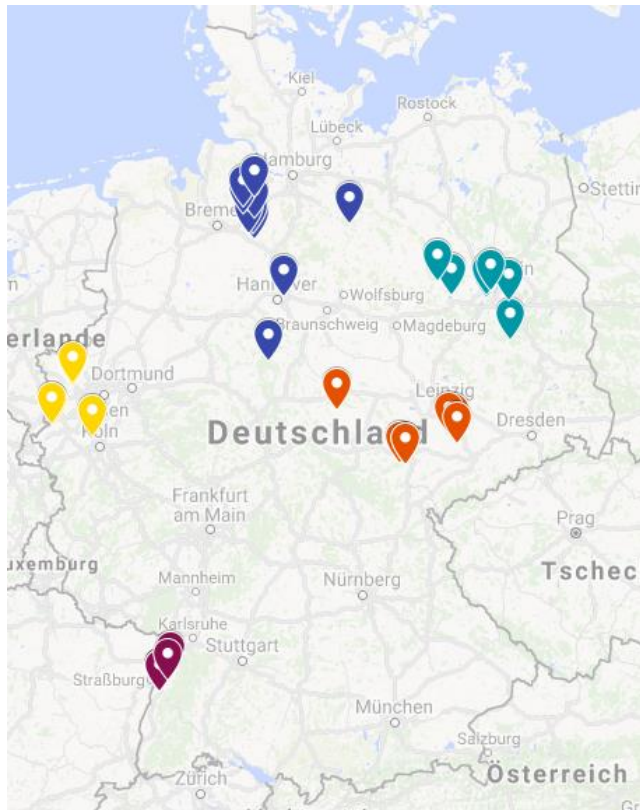 Kiel
Rostock
Lübeck
Hamburg
Stettin
Breme
Hannover
Wolfsburg
Braunschweig
Magdeburg
erlande
Dortmund
Leipzig
Köln
Deutschland
Dresden
Frankfurt
am Main
Prag
uxemburg
Tschec
Mannheim
Nürnberg
Karlsruhe
Stuttgart
Straßburg
München
Salzburg
Zürich
Österreich